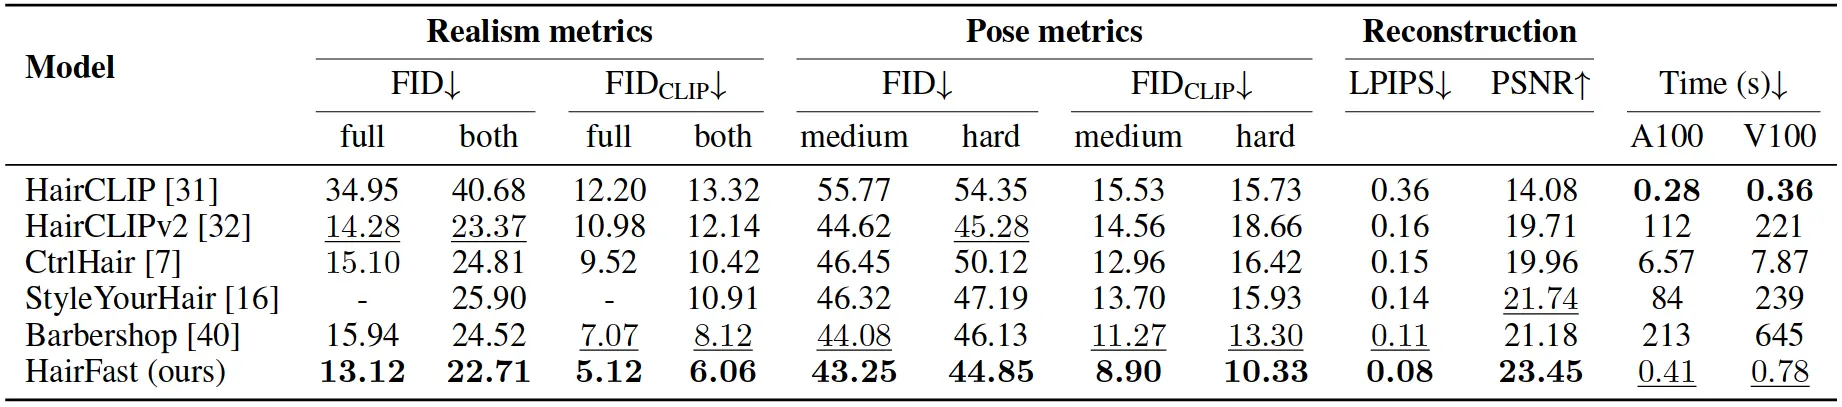 Realism metrics Pose metrics Reconstruction
Model
FID↓ FID_CLIP↓ FID↓ FID_CLIP↓ LPIPS↓ PSNR↑ Time (s)↓
full both full both medium hard medium hard A100 V100
HairCLIP [31] 34.95 40.68 12.20 13.32 55.77 54.35 15.53 15.73 0.36 14.08 0.28 0.36
HairCLIPv2 [32] 14.28 23.37 10.98 12.14 44.62 45.28 14.56 18.66 0.16 19.71 112 221
CtrlHair [7] 15.10 24.81 9.52 10.42 46.45 50.12 12.96 16.42 0.15 19.96 6.57 7.87
StyleYourHair [16] - 25.90 - 10.91 46.32 47.19 13.70 15.93 0.14 21.74 84 239
Barbershop [40] 15.94 24.52 7.07 8.12 44.08 46.13 11.27 13.30 0.11 21.18 213 645
HairFast (ours) 13.12 22.71 5.12 6.06 43.25 44.85 8.90 10.33 0.08 23.45 0.41 0.78